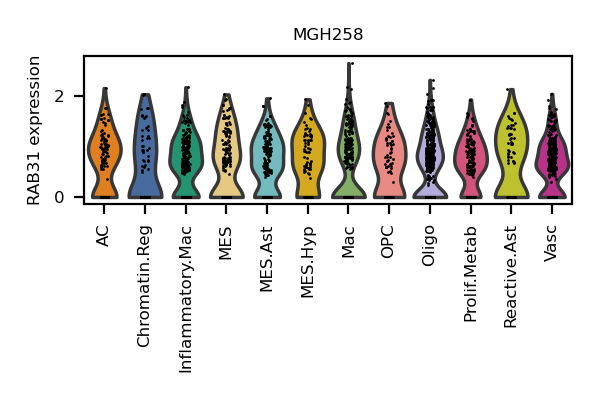 MGH258
RAB31 expression
2
0
AC
Chromatin.Reg
Inflammatory.Mac
MES
MES.Ast
MES.Hyp
Mac
OPC
Oligo
Prolif.Metab
Reactive.Ast
Vasc